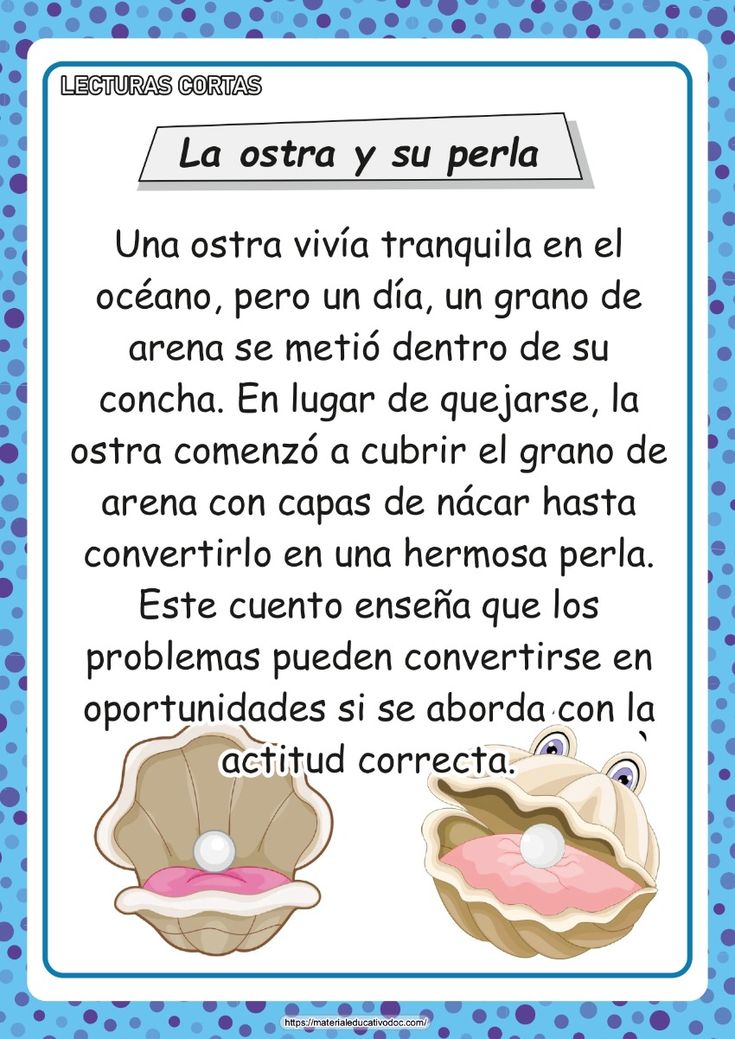 LECTURAS CORTAS
La ostra y su perla
Una ostra vivía tranquila en el
océano, pero un día, un grano de
arena se metió dentro de su
concha. En lugar de quejarse, la
ostra comenzó a cubrir el grano de
arena con capas de nácar hasta
convertirlo en una hermosa perla.
Este cuento enseña que los
problemas pueden convertirse en
oportunidades si se aborda con la
actitud correcta.
https://materialeducativodoc.com/